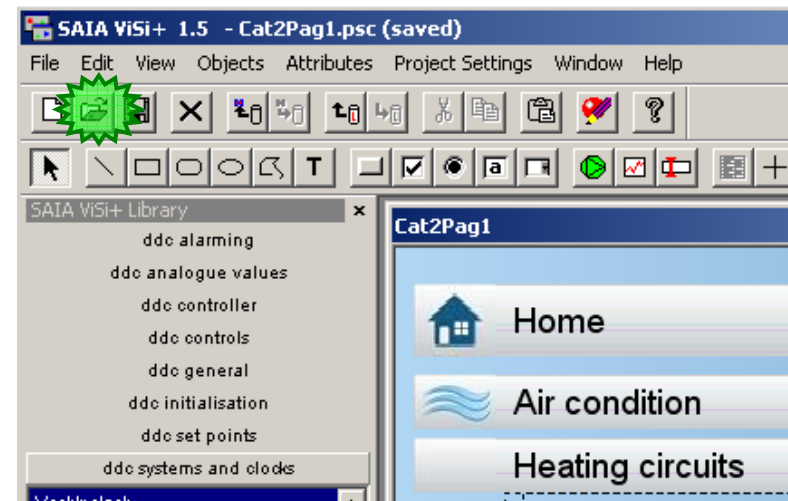 SAIA ViSi+ 1.5 - Cat2Pag1.psc (saved)
File Edit View Objects Attributes Project Settings Window Help
T
a
SAIA ViSi+ Library x
ddc alarming
ddc analogue values
ddc controller
ddc controls
ddc general
ddc initialisation
ddc set points
ddc systems and clocks
Cat2Pag1
Home
Air condition
Heating circuits